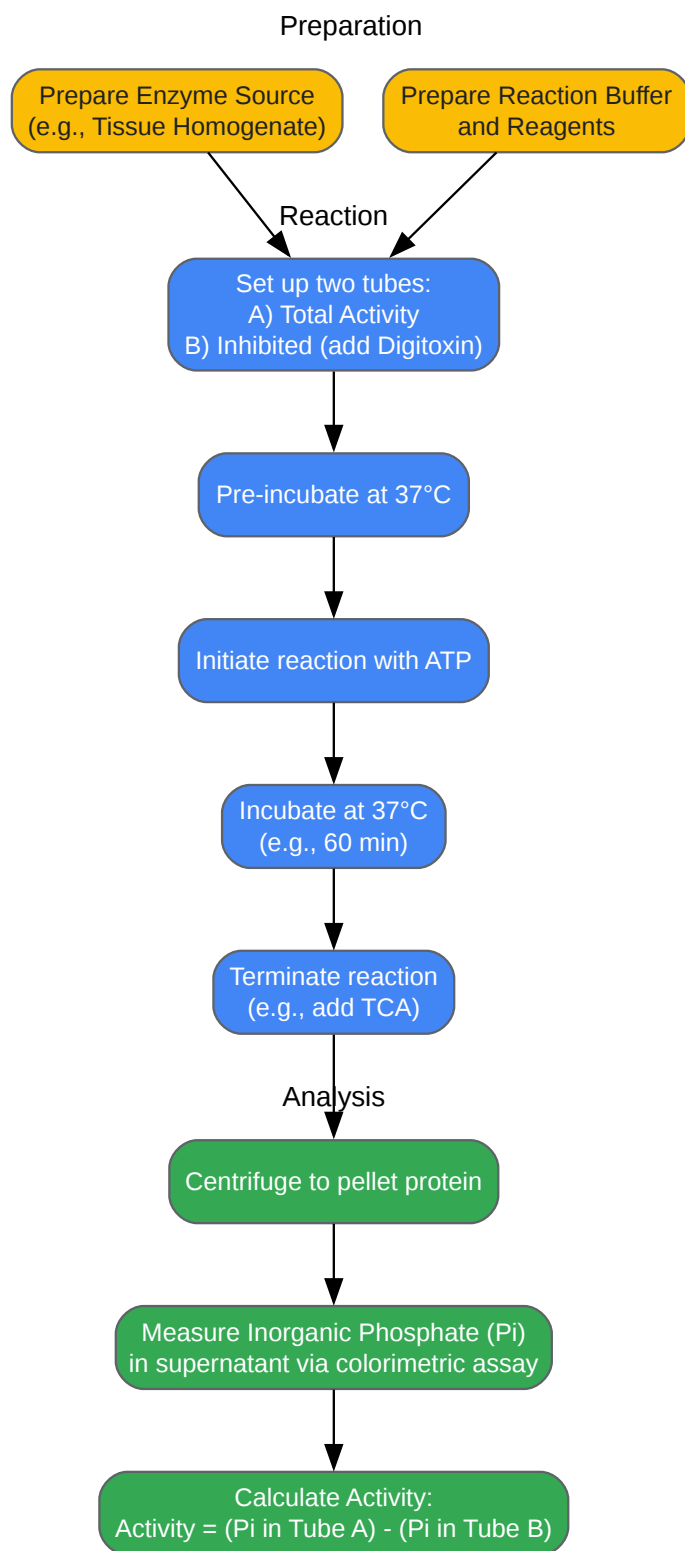 Preparation
Prepare Enzyme Source
(e.g., Tissue Homogenate)
Prepare Reaction Buffer
and Reagents
Reaction
Set up two tubes:
A) Total Activity
B) Inhibited (add Digitoxin)
Pre-incubate at 37°C
Initiate reaction with ATP
Incubate at 37°C
(e.g., 60 min)
Terminate reaction
(e.g., add TCA)
Analysis
Centrifuge to pellet protein
Measure Inorganic Phosphate (Pi)
in supernatant via colorimetric assay
Calculate Activity:
Activity = (Pi in Tube A) - (Pi in Tube B)